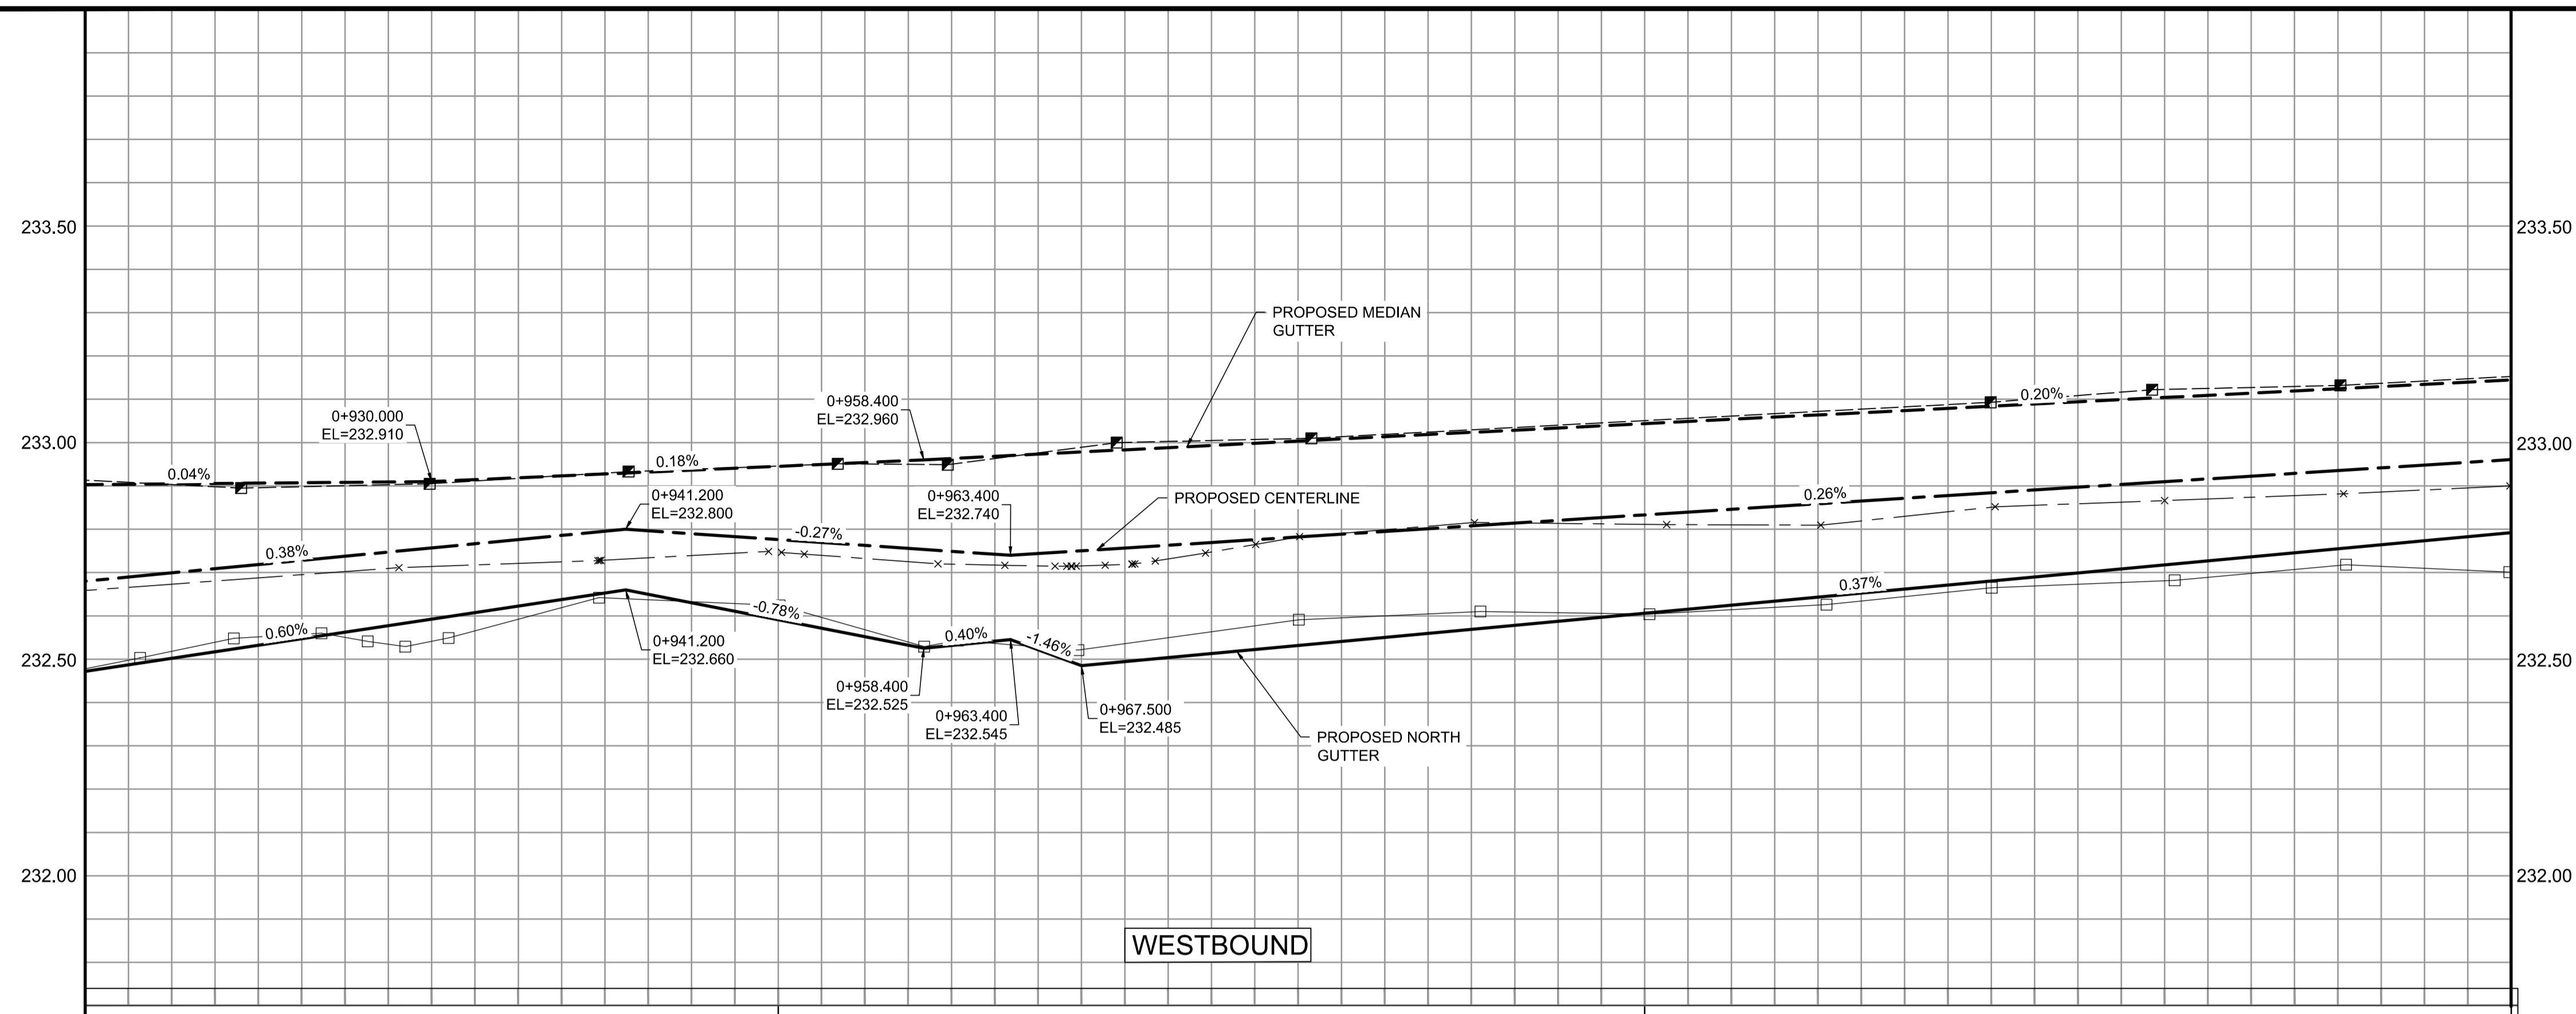 233.50
233.50
PROPOSED MEDIAN
GUTTER
0+958.400
EL=232.960
0+930.000
EL=232.910
0.20%
233.00
233.00
0.04%
0.18%
0+941.200
EL=232.800
0+963.400
EL=232.740
PROPOSED CENTERLINE
0.26%
-0.27%
0.38%
0.37%
-0.78%
0.60%
0.40%
-1.46%
232.50
232.50
0+941.200
EL=232.660
0+958.400
EL=232.525
0+963.400
EL=232.545
0+967.500
EL=232.485
PROPOSED NORTH
GUTTER
232.00
232.00
WESTBOUND